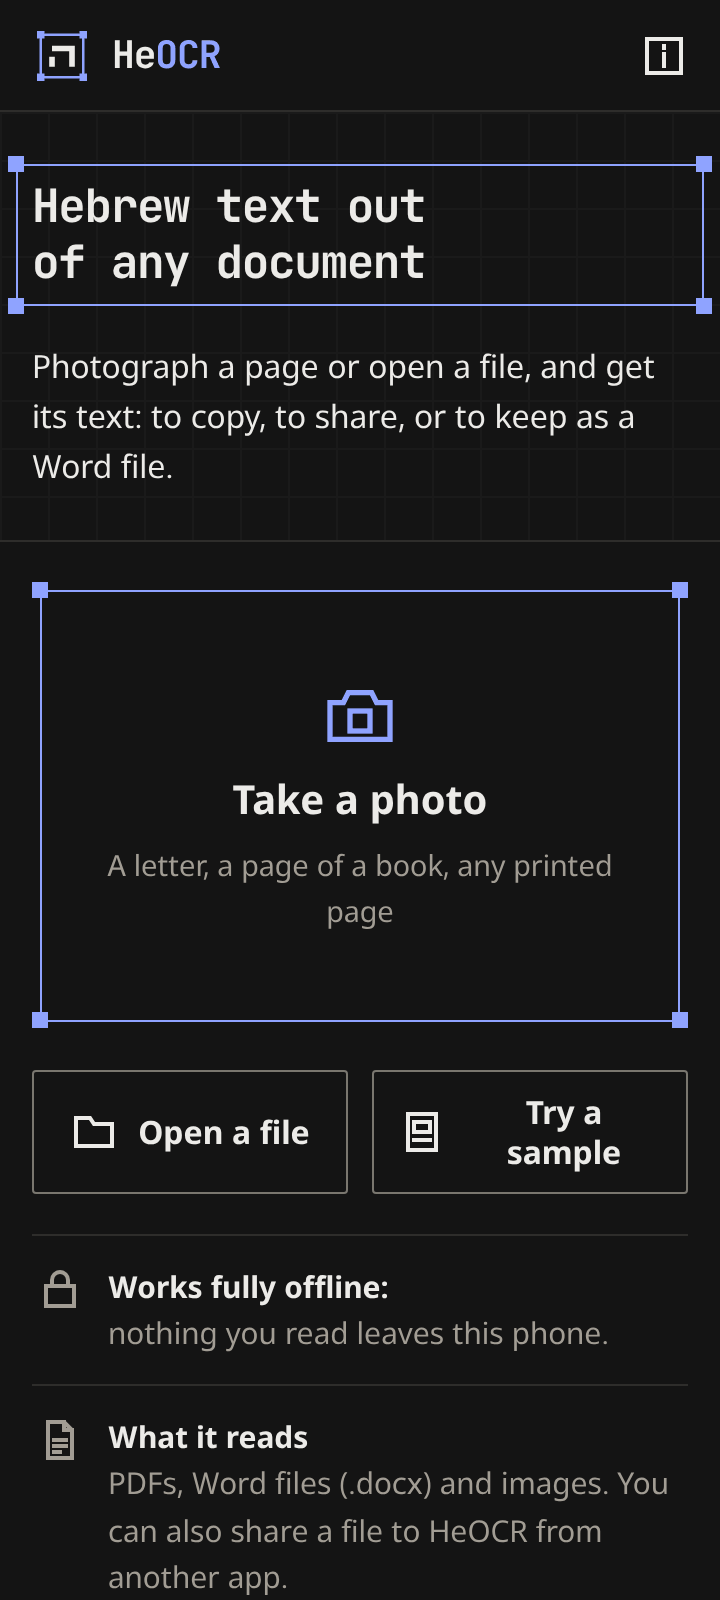 HeOCR
Hebrew text out
of any document
Photograph a page or open a file, and get
its text: to copy, to share, or to keep as a
Word file.
Take a photo
A letter, a page of a book, any printed
page
Open a file
Try a
sample
Works fully offline:
nothing you read leaves this phone.
What it reads
PDFs, Word files (.docx) and images. You
can also share a file to HeOCR from
another app.